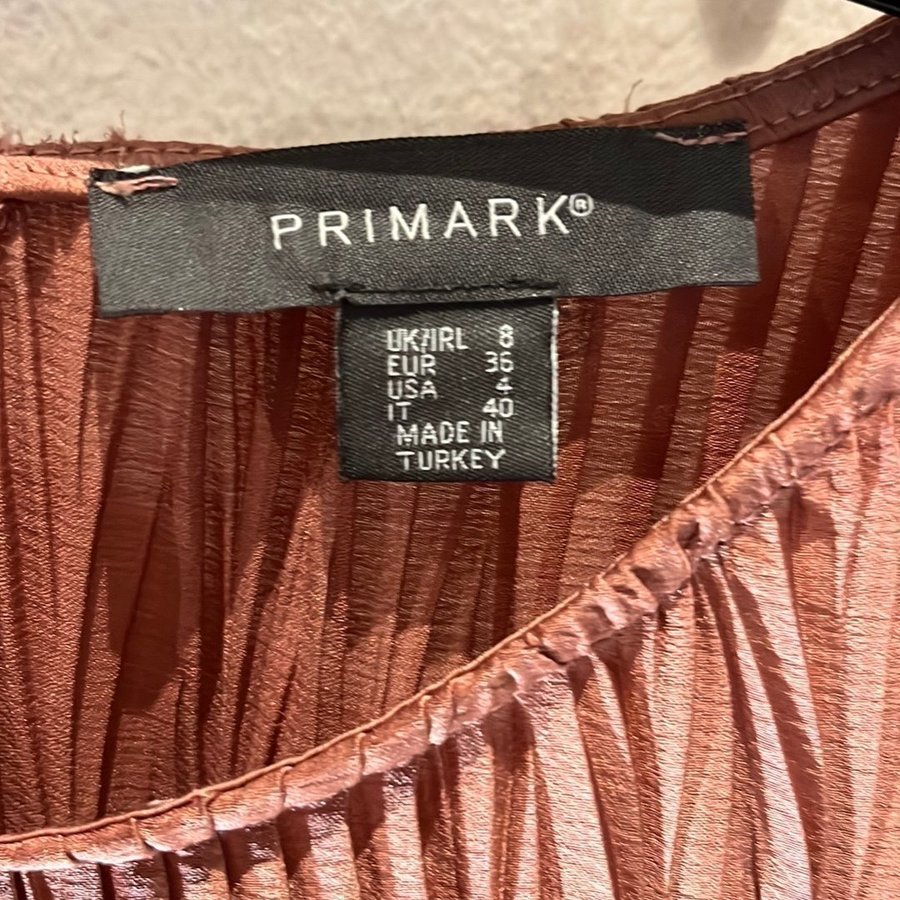 PRIMARK®
UK/IRL 8
EUR 36
USA 4
IT 40
MADE IN
TURKEY